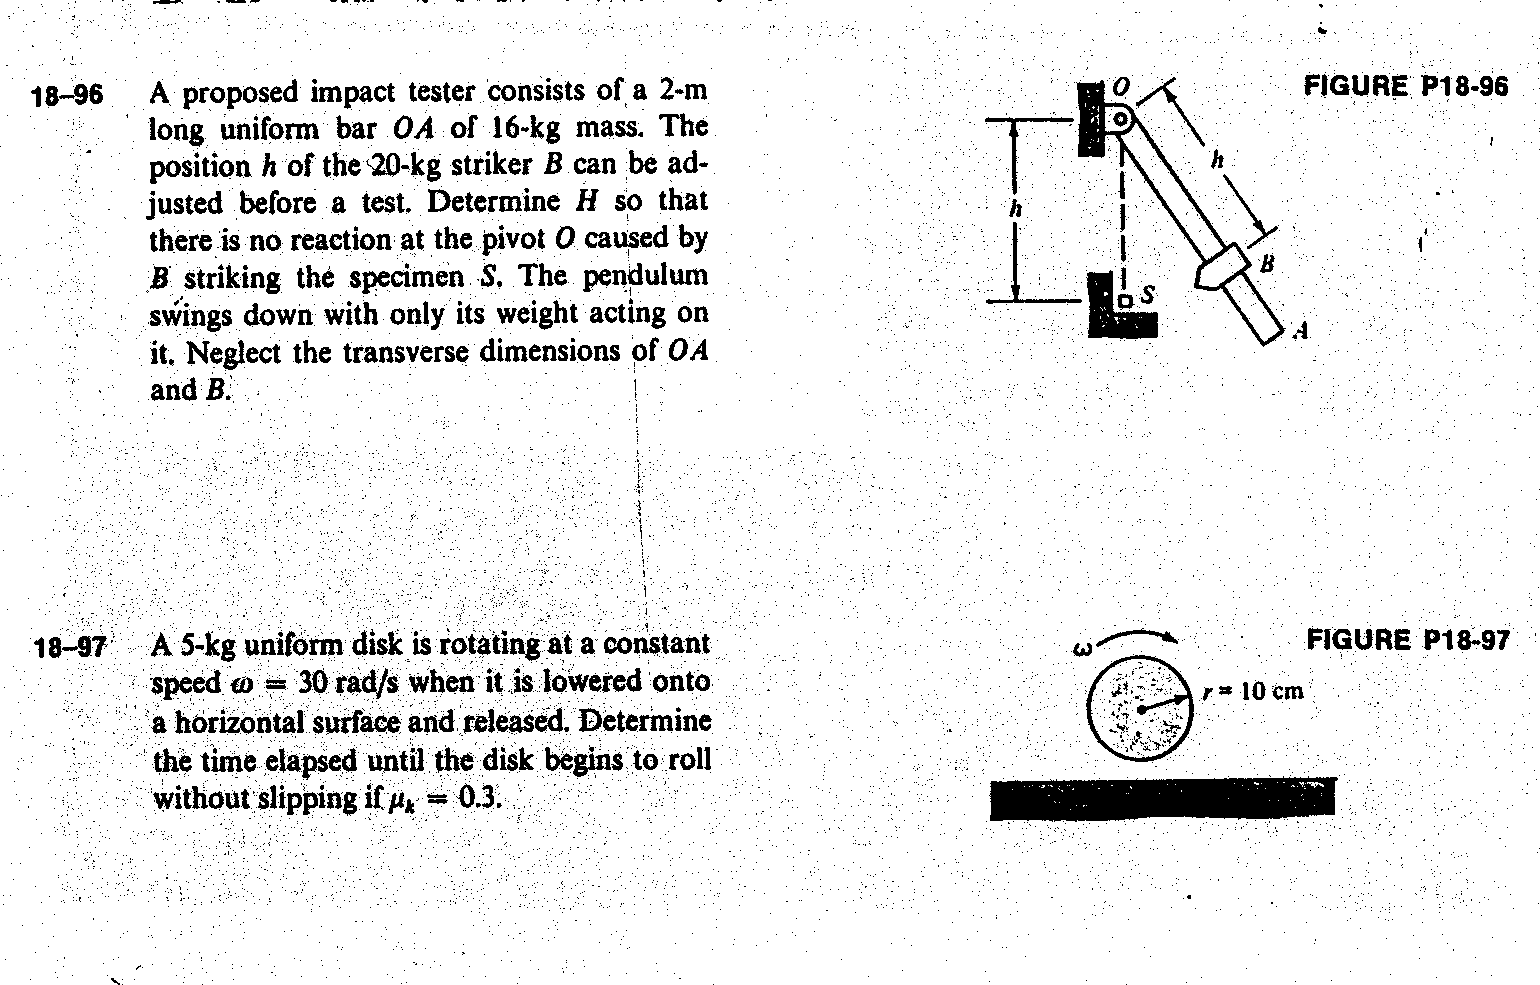 18–96 A proposed impact tester consists of a 2-m
long uniform bar OA of 16-kg mass. The
position h of the 20-kg striker B can be ad-
justed before a test. Determine H so that
there is no reaction at the pivot O caused by
B striking the specimen S. The pendulum
swings down with only its weight acting on
it. Neglect the transverse dimensions of OA
and B.
FIGURE P18-96
O
h
h
B
S
A
18–97 A 5-kg uniform disk is rotating at a constant
speed ω = 30 rad/s when it is lowered onto
a horizontal surface and released. Determine
the time elapsed until the disk begins to roll
without slipping if μk = 0.3.
FIGURE P18-97
ω
r = 10 cm